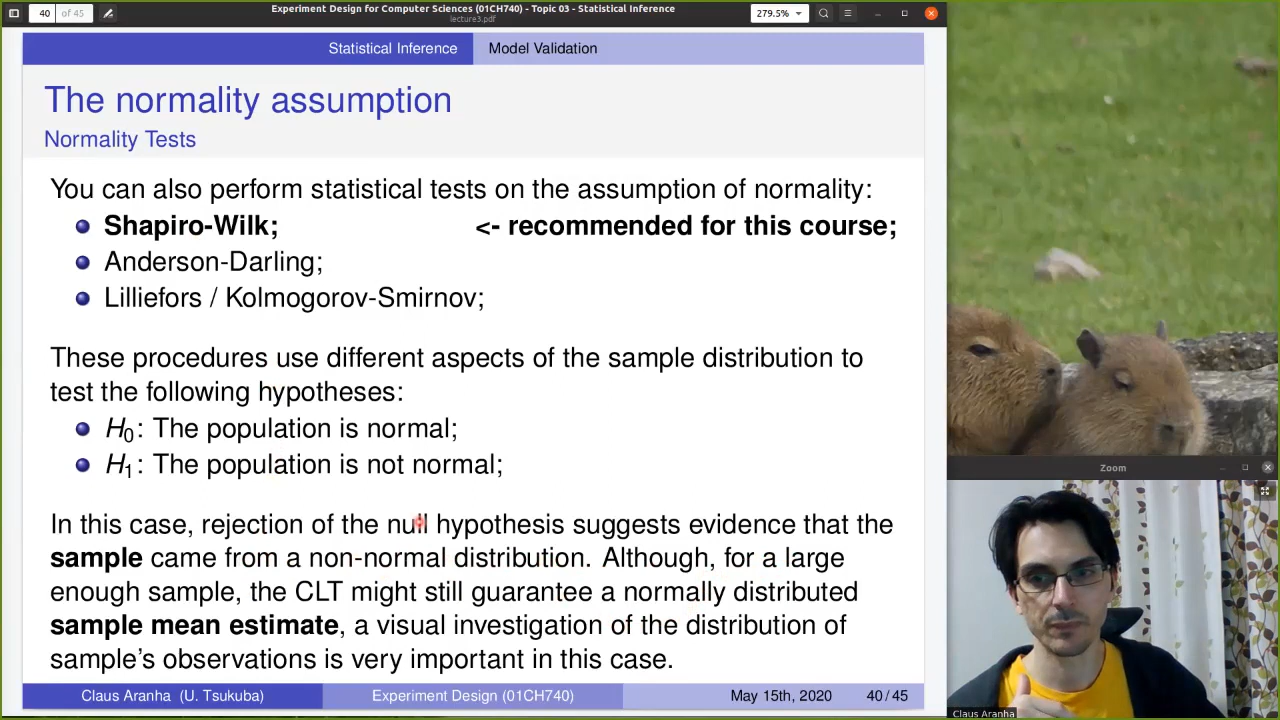 40 of 45
Experiment Design for Computer Sciences (01CH740) - Topic 03 - Statistical Inference
lecture3.pdf
279.5%
Statistical Inference Model Validation
The normality assumption
Normality Tests
You can also perform statistical tests on the assumption of normality:
Shapiro-Wilk; <- recommended for this course;
Anderson-Darling;
Lilliefors / Kolmogorov-Smirnov;
These procedures use different aspects of the sample distribution to
test the following hypotheses:
H0: The population is normal;
H1: The population is not normal;
In this case, rejection of the null hypothesis suggests evidence that the
sample came from a non-normal distribution. Although, for a large
enough sample, the CLT might still guarantee a normally distributed
sample mean estimate, a visual investigation of the distribution of
sample's observations is very important in this case.
Claus Aranha (U. Tsukuba) Experiment Design (01CH740) May 15th, 2020 40 / 45
Zoom
Claus Aranha